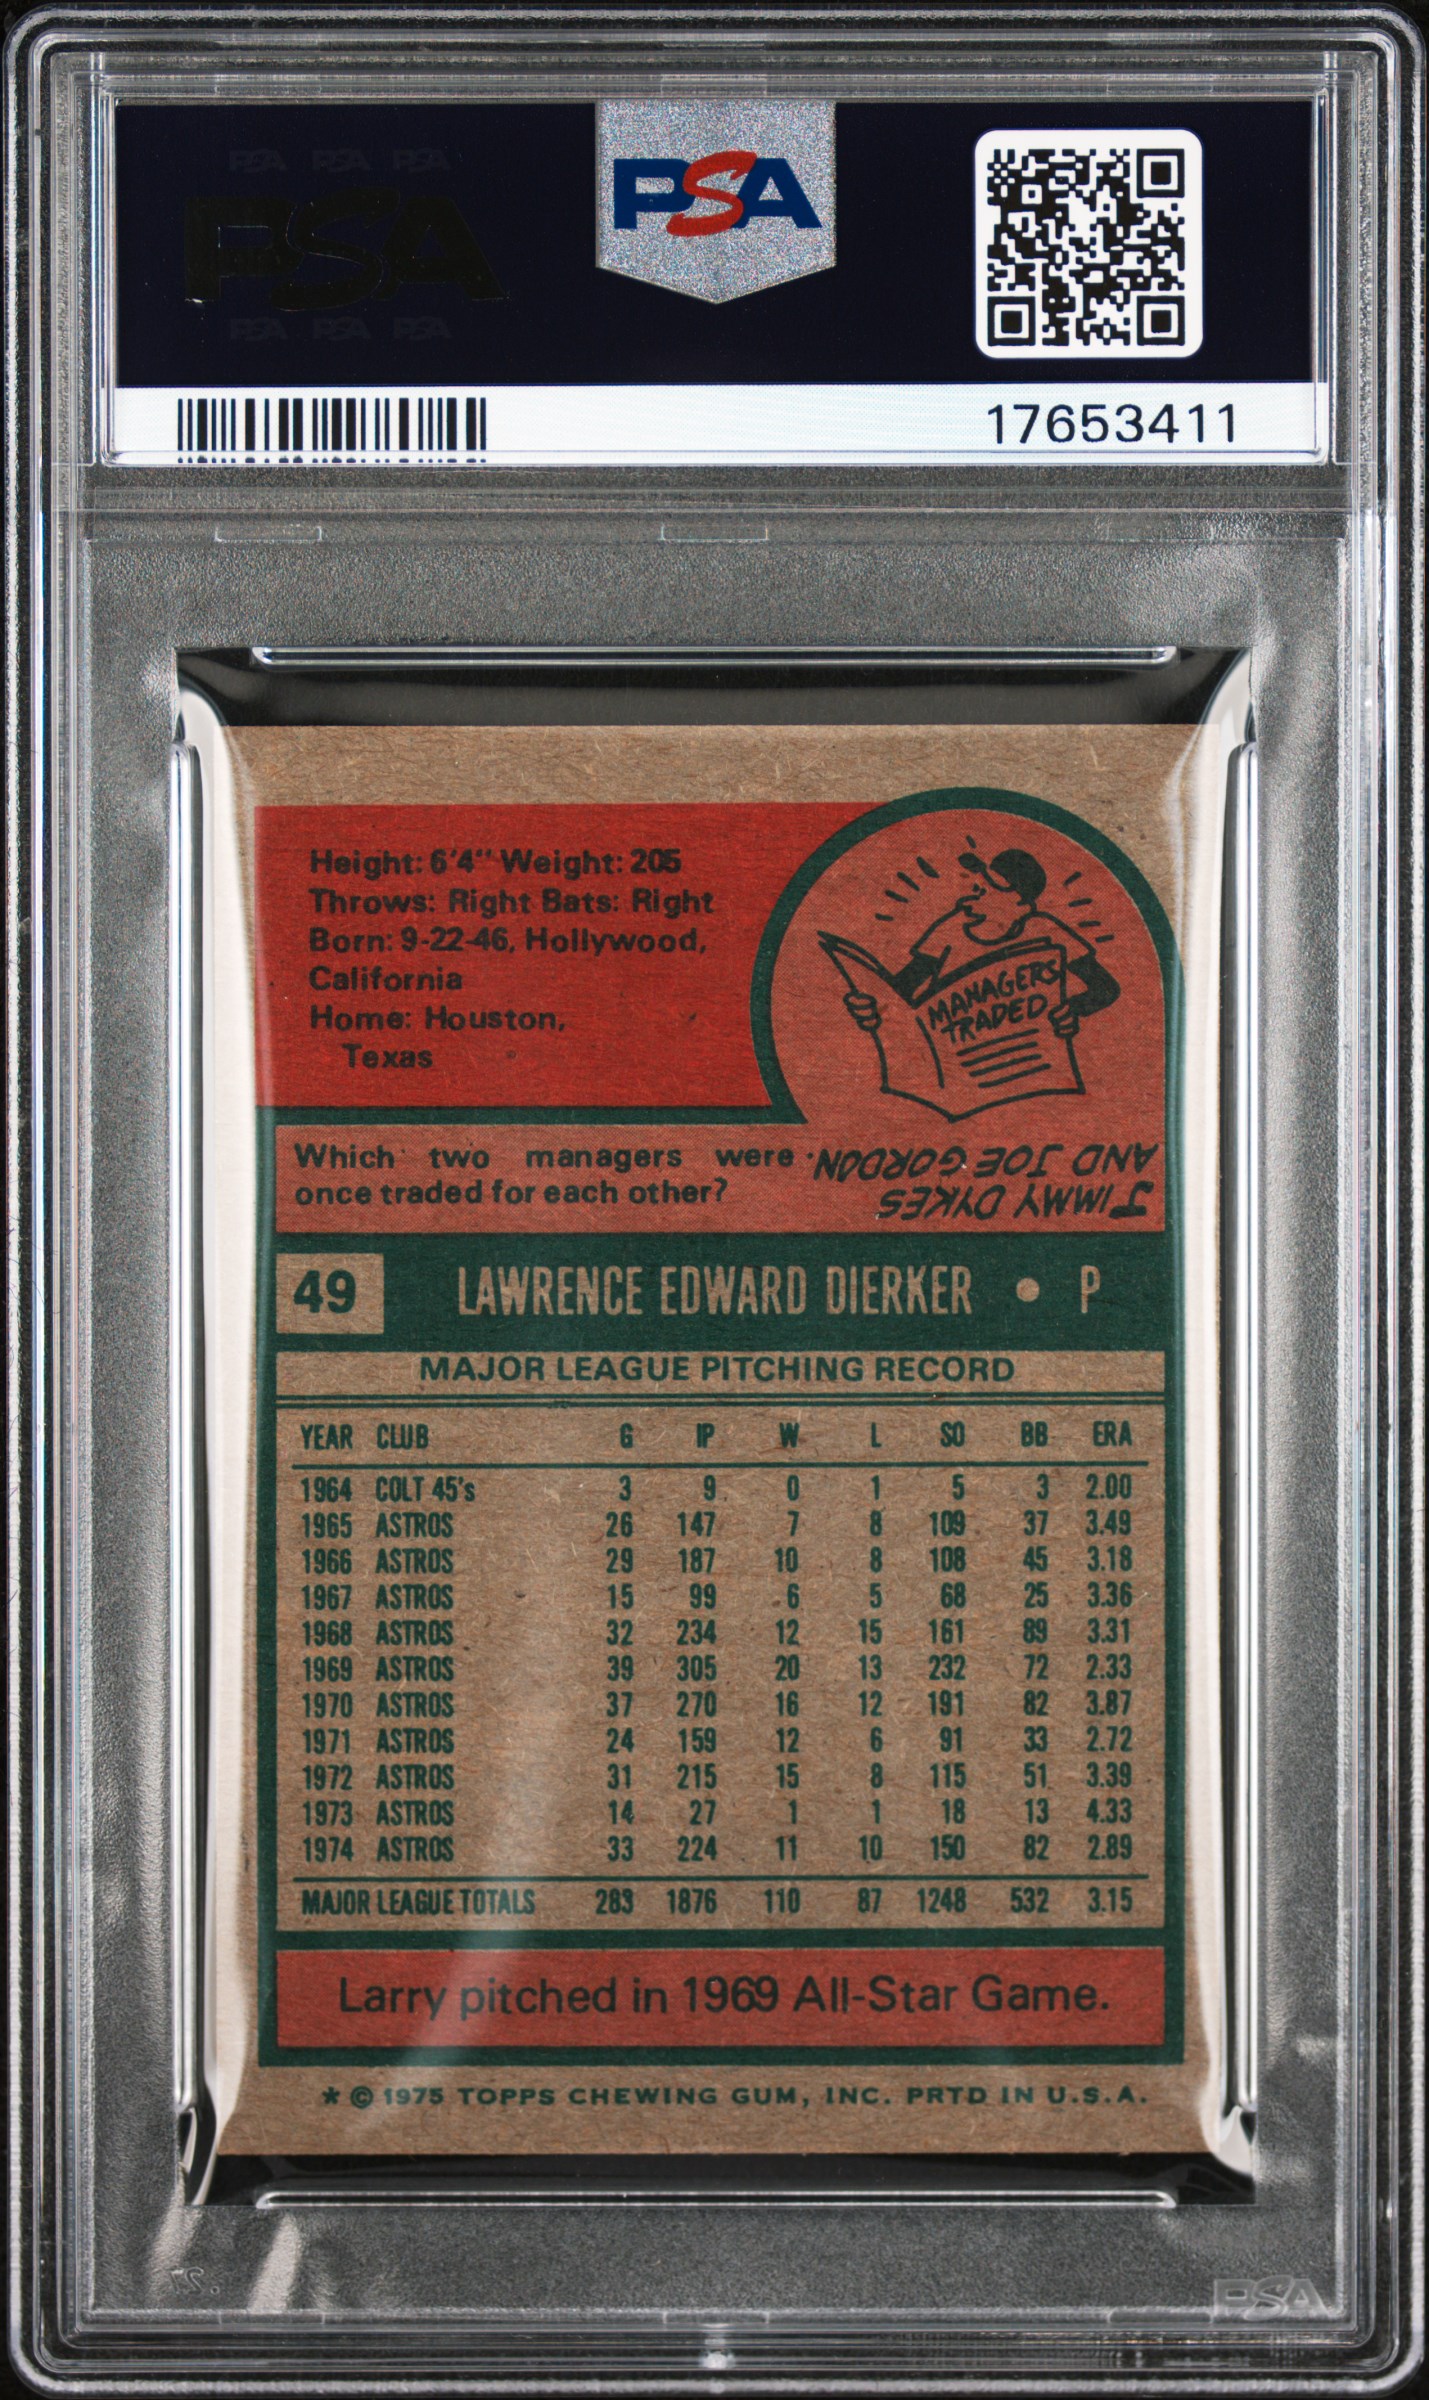 PSA PSA PSA
PSA
PSA PSA PSA
PSA
17653411
Height: 6'4" Weight: 205
Throws: Right Bats: Right
Born: 9-22-46, Hollywood,
California
Home: Houston,
Texas
MANAGERS
TRADED
Which two managers were
once traded for each other?
JIMMY DYKES
AND JOE GORDON.
49 LAWRENCE EDWARD DIERKER • P
MAJOR LEAGUE PITCHING RECORD
YEAR CLUB G IP W L SO BB ERA
1964 COLT 45's 3 9 0 1 5 3 2.00
1965 ASTROS 26 147 7 8 109 37 3.49
1966 ASTROS 29 187 10 8 108 45 3.18
1967 ASTROS 15 99 6 5 68 25 3.36
1968 ASTROS 32 234 12 15 161 89 3.31
1969 ASTROS 39 305 20 13 232 72 2.33
1970 ASTROS 37 270 16 12 191 82 3.87
1971 ASTROS 24 159 12 6 91 33 2.72
1972 ASTROS 31 215 15 8 115 51 3.39
1973 ASTROS 14 27 1 1 18 13 4.33
1974 ASTROS 33 224 11 10 150 82 2.89
MAJOR LEAGUE TOTALS 283 1876 110 87 1248 532 3.15
Larry pitched in 1969 All-Star Game.
* © 1975 TOPPS CHEWING GUM, INC. PRTD IN U.S.A.
PSA